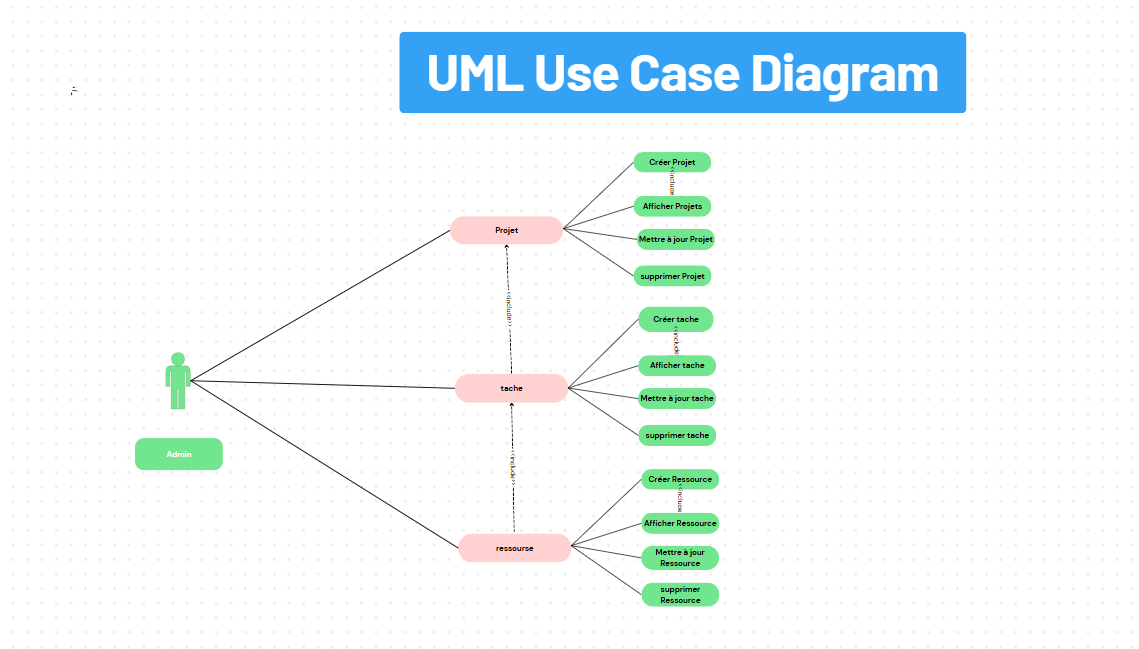 UML Use Case Diagram
Créer Projet
<<include
Afficher Projets
Projet
Mettre à jour Projet
supprimer Projet
<<include>>
Créer tache
<<include
Afficher tache
tache
Mettre à jour tache
supprimer tache
Admin
<<include>>
Créer Ressource
<<include
Afficher Ressource
ressourse
Mettre à jour
Ressource
supprimer
Ressource